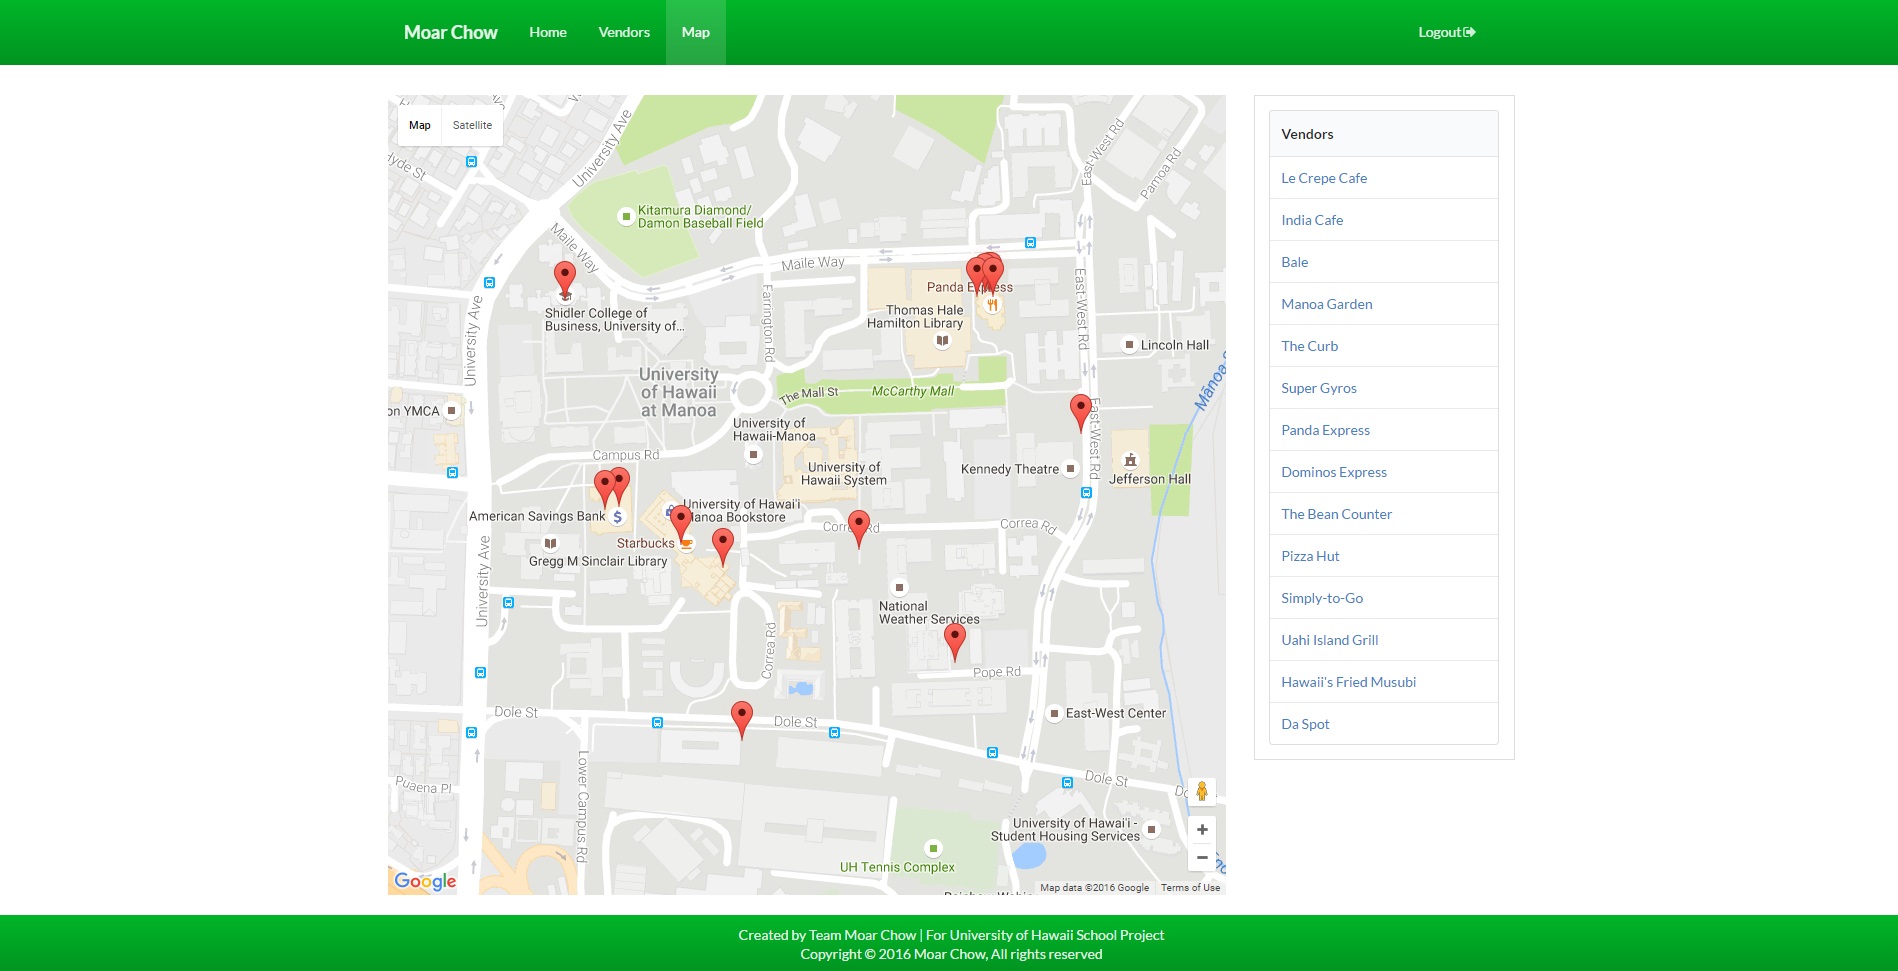 Moar Chow
Home
Vendors
Map
Logout
Map
Satellite
University Ave
East-West Rd
Pamoa Rd
Kitamura Diamond/
Damon Baseball Field
Maile Way
Maile Way
Panda Express
Thomas Hale
Hamilton Library
Shidler College of
Business, University of...
University Ave
Farrington Rd
East-West Rd
Lincoln Hall
University
of Hawaii
at Manoa
The Mall St
McCarthy Mall
on YMCA
University of
Hawaii-Manoa
East-West Rd
Campus Rd
University of
Hawaii System
Kennedy Theatre
Jefferson Hall
University of Hawai'i
Manoa Bookstore
American Savings Bank
Correa Rd
Correa Rd
Starbucks
Gregg M Sinclair Library
University Ave
National
Weather Services
Correa Rd
Pope Rd
Dole St
Dole St
East-West Center
Lower Campus Rd
Dole St
Puaena Pl
University of Hawai'i -
Student Housing Services
UH Tennis Complex
Google
Map data ©2016 Google
Terms of Use
Vendors
Le Crepe Cafe
India Cafe
Bale
Manoa Garden
The Curb
Super Gyros
Panda Express
Dominos Express
The Bean Counter
Pizza Hut
Simply-to-Go
Uahi Island Grill
Hawaii's Fried Musubi
Da Spot
Created by Team Moar Chow | For University of Hawaii School Project
Copyright © 2016 Moar Chow, All rights reserved